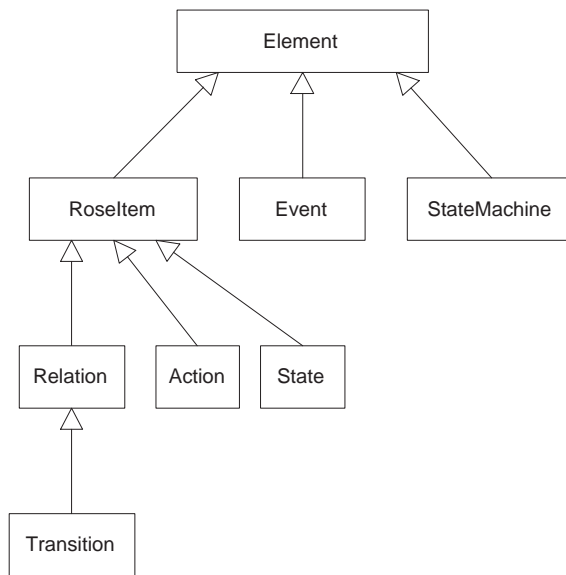 Element
RoseItem
Event
StateMachine
Relation
Action
State
Transition